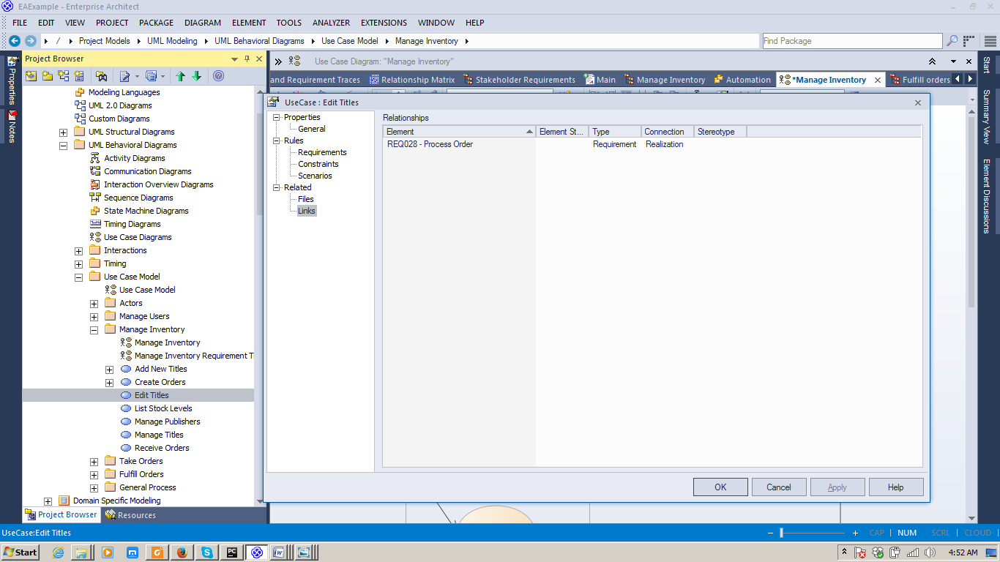 EAExample - Enterprise Architect
FILE EDIT VIEW PROJECT PACKAGE DIAGRAM ELEMENT TOOLS ANALYZER EXTENSIONS WINDOW HELP
/ Project Models UML Modeling UML Behavioral Diagrams Use Case Model Manage Inventory Find Package
Properties
Notes
Project Browser
Modeling Languages
UML 2.0 Diagrams
Custom Diagrams
UML Structural Diagrams
UML Behavioral Diagrams
Activity Diagrams
Communication Diagrams
Interaction Overview Diagrams
Sequence Diagrams
State Machine Diagrams
Timing Diagrams
Use Case Diagrams
Interactions
Timing
Use Case Model
Use Case Model
Actors
Manage Users
Manage Inventory
Manage Inventory
Manage Inventory Requirement T
Add New Titles
Create Orders
Edit Titles
List Stock Levels
Manage Publishers
Manage Titles
Receive Orders
Take Orders
Fulfill Orders
General Process
Domain Specific Modeling
Project Browser Resources
Use Case Diagram: "Manage Inventory"
and Requirement Traces Relationship Matrix Stakeholder Requirements Main Manage Inventory Automation *Manage Inventory Fulfill orders
UseCase : Edit Titles
Properties
General
Rules
Requirements
Constraints
Scenarios
Related
Files
Links
Relationships
Element Element St... Type Connection Stereotype
REQ028 - Process Order Requirement Realization
OK Cancel Apply Help
Start
Summary View
Element Discussions
UseCase:Edit Titles CAP NUM SCRL CLOUD
Start 4:52 AM